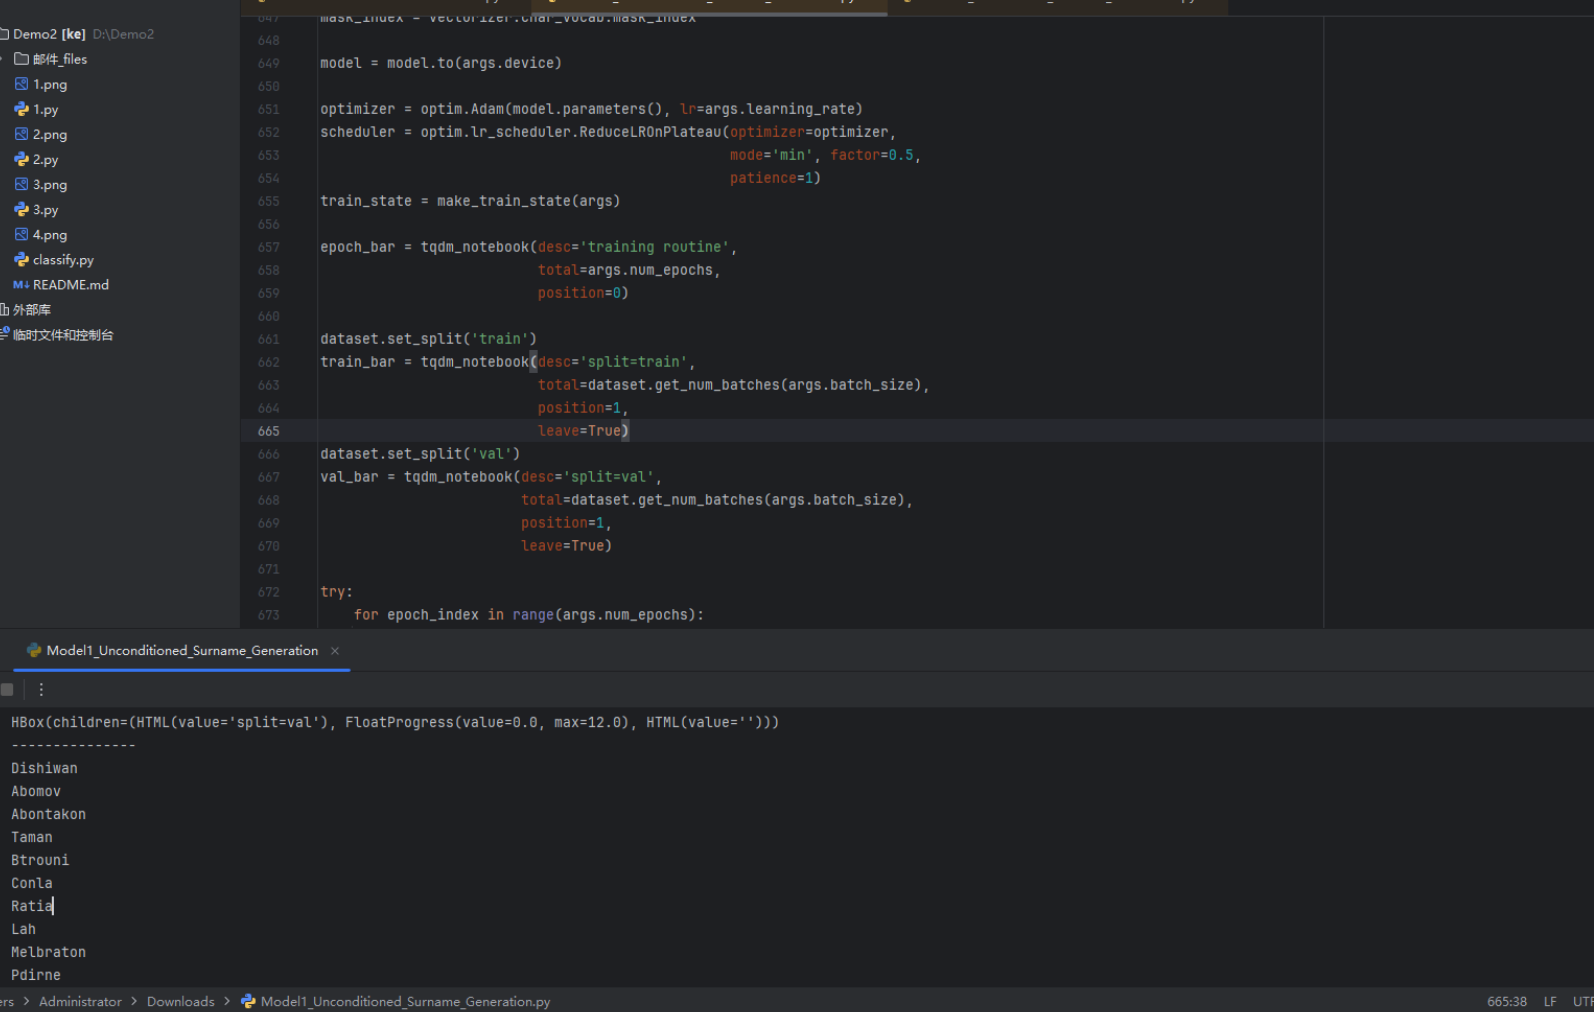 Demo2 [ke] D:\Demo2
邮件_files
1.png
1.py
2.png
2.py
3.png
3.py
4.png
classify.py
M↓ README.md
外部库
临时文件和控制台
647 mask_index = vectorizer.char_vocab.mask_index
648
649 model = model.to(args.device)
650
651 optimizer = optim.Adam(model.parameters(), lr=args.learning_rate)
652 scheduler = optim.lr_scheduler.ReduceLROnPlateau(optimizer=optimizer,
653 mode='min', factor=0.5,
654 patience=1)
655 train_state = make_train_state(args)
656
657 epoch_bar = tqdm_notebook(desc='training routine',
658 total=args.num_epochs,
659 position=0)
660
661 dataset.set_split('train')
662 train_bar = tqdm_notebook(desc='split=train',
663 total=dataset.get_num_batches(args.batch_size),
664 position=1,
665 leave=True)
666 dataset.set_split('val')
667 val_bar = tqdm_notebook(desc='split=val',
668 total=dataset.get_num_batches(args.batch_size),
669 position=1,
670 leave=True)
671
672 try:
673 for epoch_index in range(args.num_epochs):
Model1_Unconditioned_Surname_Generation ×
HBox(children=(HTML(value='split=val'), FloatProgress(value=0.0, max=12.0), HTML(value='')))
---------------
Dishiwan
Abomov
Abontakon
Taman
Btrouni
Conla
Ratia
Lah
Melbraton
Pdirne
ers > Administrator > Downloads > Model1_Unconditioned_Surname_Generation.py
665:38 LF UTF